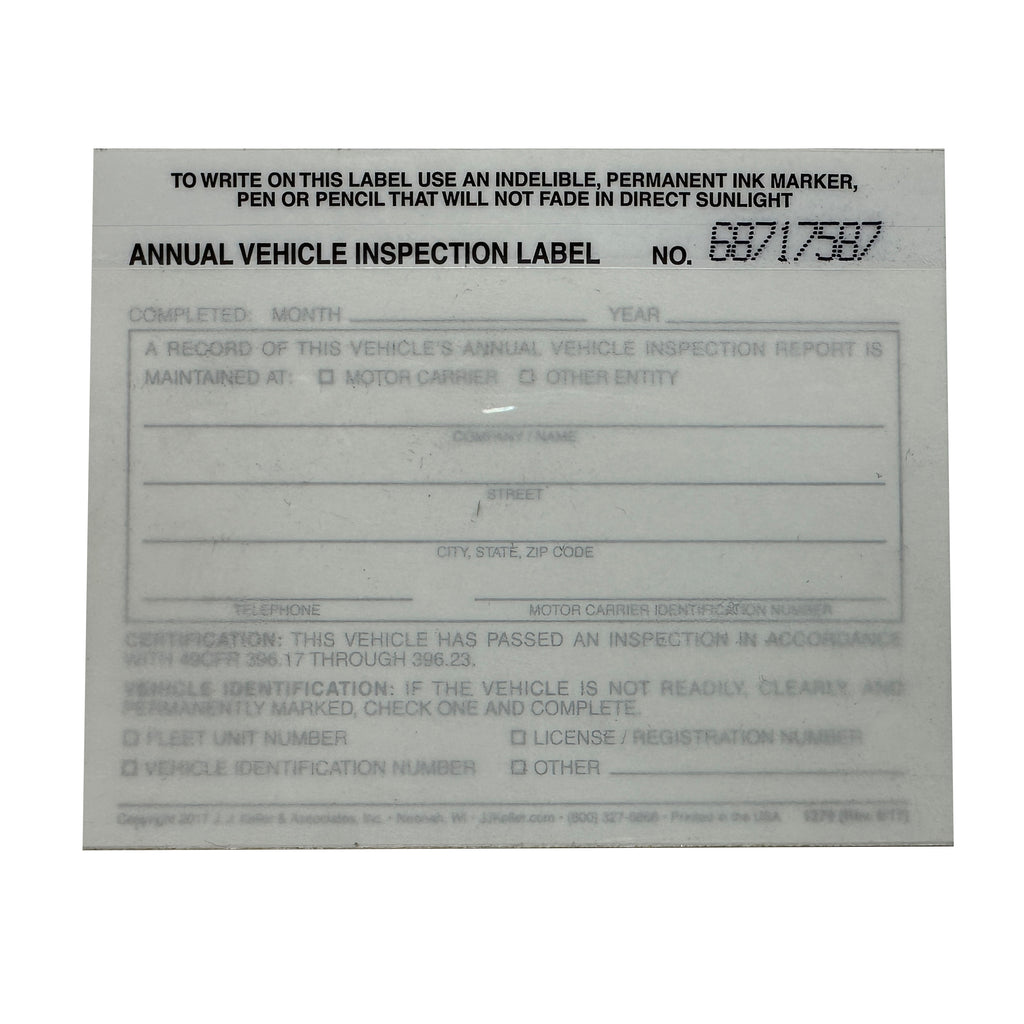 TO WRITE ON THIS LABEL USE AN INDELIBLE, PERMANENT INK MARKER,
PEN OR PENCIL THAT WILL NOT FADE IN DIRECT SUNLIGHT
ANNUAL VEHICLE INSPECTION LABEL NO. 68717587
COMPLETED: MONTH YEAR
A RECORD OF THIS VEHICLE'S ANNUAL VEHICLE INSPECTION REPORT IS
MAINTAINED AT: ☐ MOTOR CARRIER ☐ OTHER ENTITY
COMPANY / NAME
STREET
CITY, STATE, ZIP CODE
TELEPHONE MOTOR CARRIER IDENTIFICATION NUMBER
CERTIFICATION: THIS VEHICLE HAS PASSED AN INSPECTION IN ACCORDANCE
WITH 49CFR 396.17 THROUGH 396.23.
VEHICLE IDENTIFICATION: IF THE VEHICLE IS NOT READILY, CLEARLY, AND
PERMANENTLY MARKED, CHECK ONE AND COMPLETE.
☐ FLEET UNIT NUMBER ☐ LICENSE / REGISTRATION NUMBER
☐ VEHICLE IDENTIFICATION NUMBER ☐ OTHER
Copyright 2017 J. J. Keller & Associates, Inc. • Neenah, WI • JJKeller.com • (800) 327-6868 • Printed in the USA